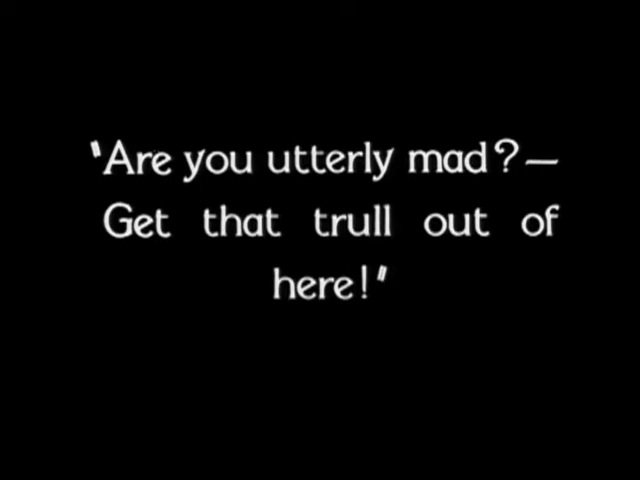 "Are you utterly mad?—
Get that trull out of
here!"